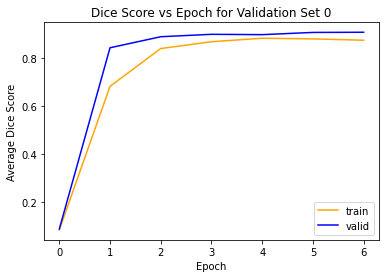 Dice Score vs Epoch for Validation Set 0
Average Dice Score
0.8
0.6
0.4
0.2
0 1 2 3 4 5 6
Epoch
train
valid